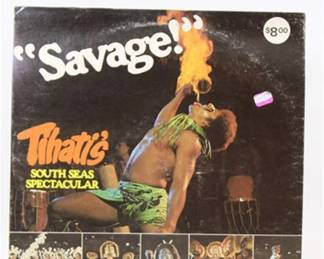 "Savage!"
$8.00
Tihati's
SOUTH SEAS
SPECTACULAR